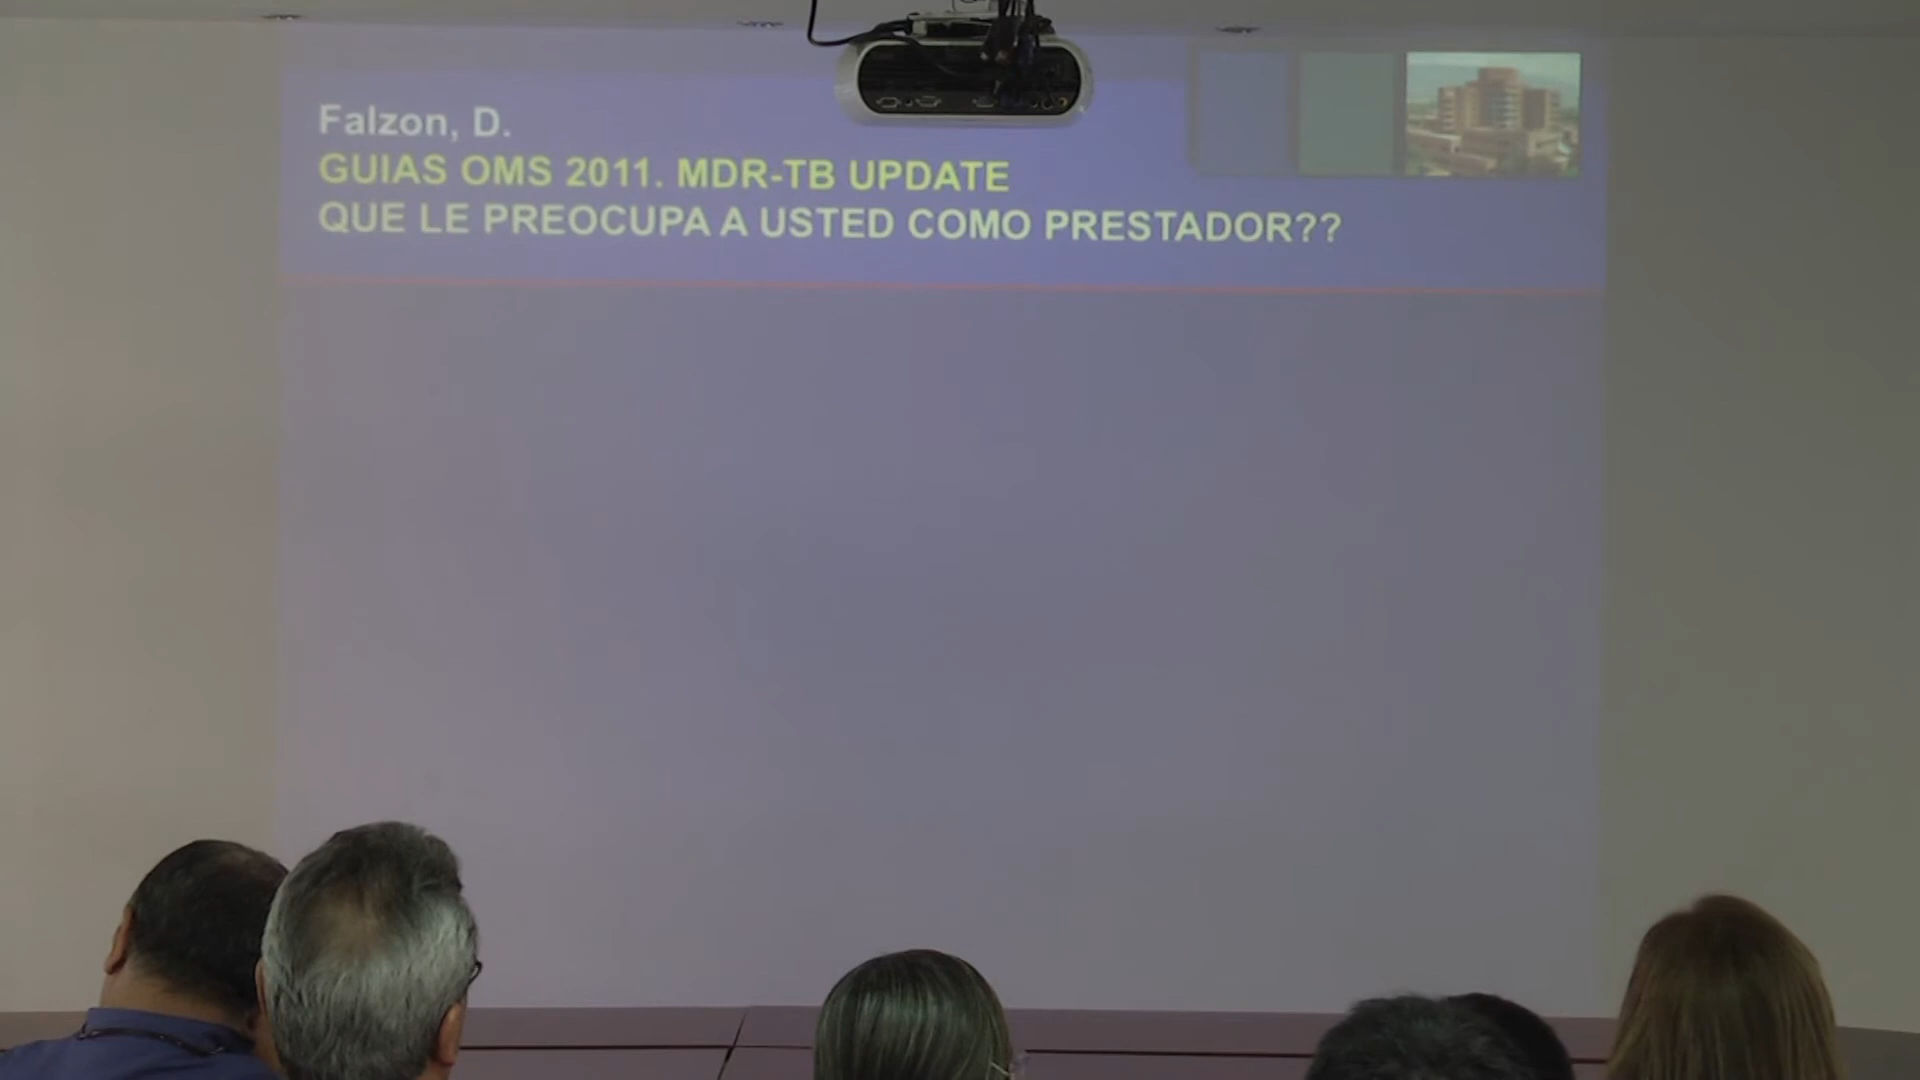 Falzon, D.
GUIAS OMS 2011. MDR-TB UPDATE
QUE LE PREOCUPA A USTED COMO PRESTADOR??